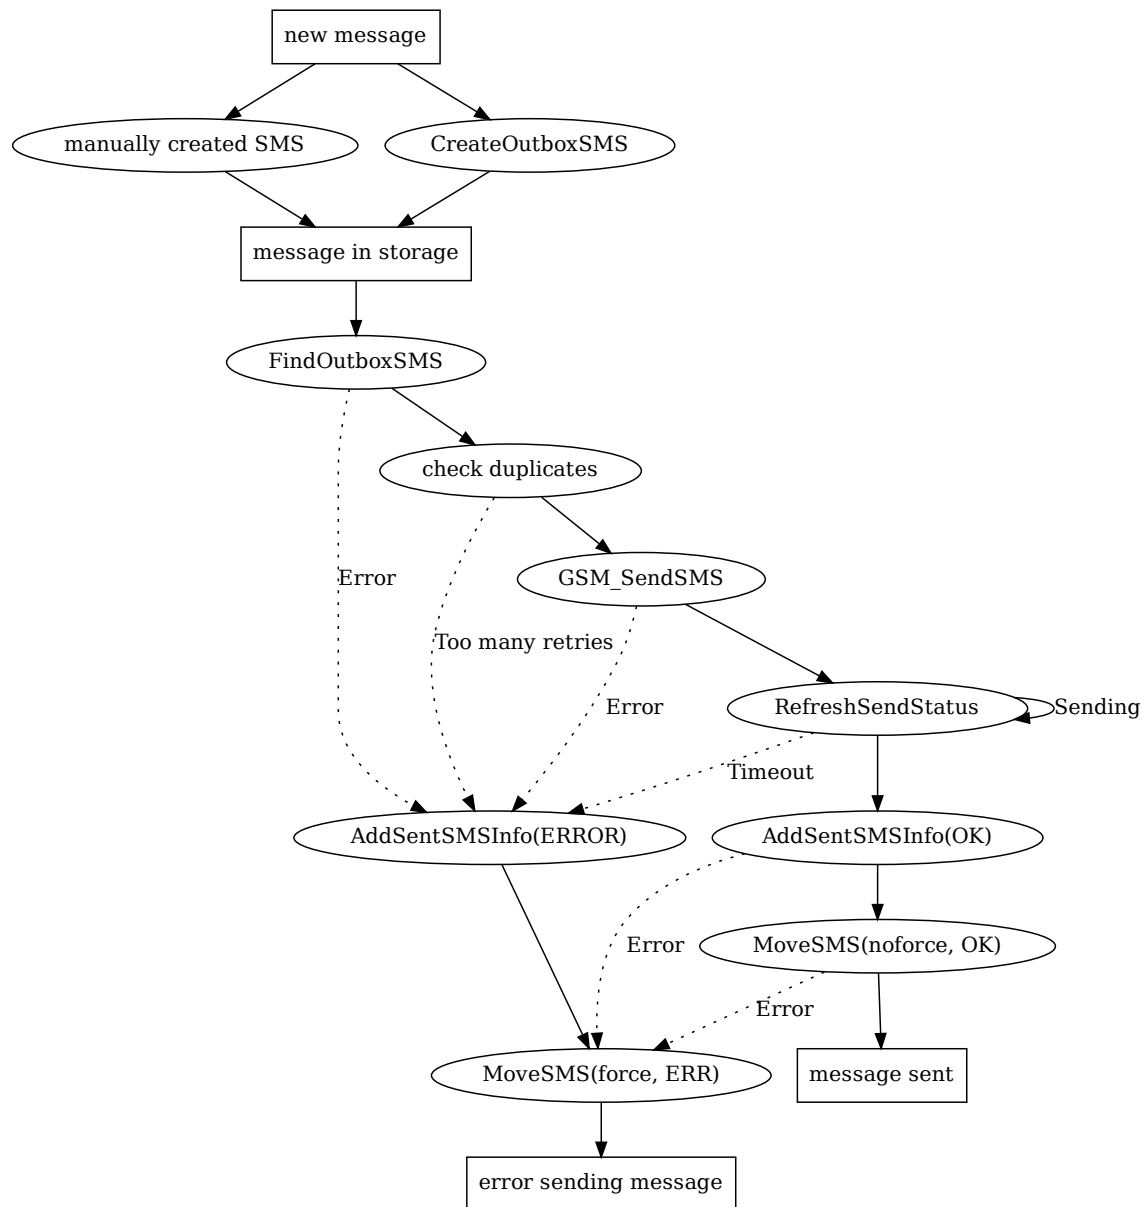 new message
manually created SMS
CreateOutboxSMS
message in storage
FindOutboxSMS
check duplicates
Error
GSM_SendSMS
Too many retries
Error
RefreshSendStatus
Sending
Timeout
AddSentSMSInfo(ERROR)
AddSentSMSInfo(OK)
Error
MoveSMS(noforce, OK)
Error
MoveSMS(force, ERR)
message sent
error sending message